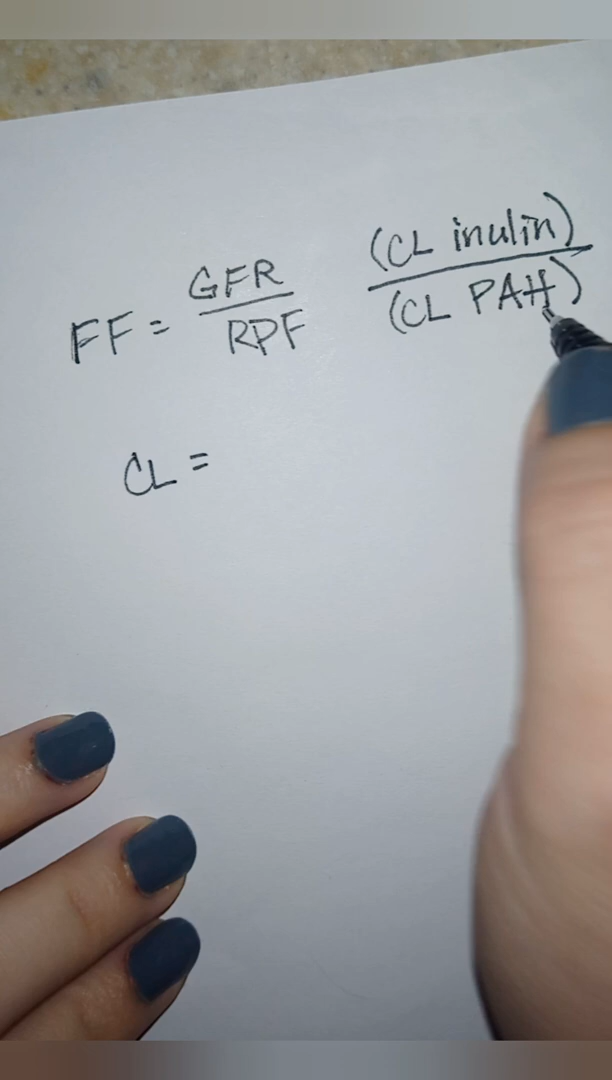 FF = GFR / RPF (CL inulin) / (CL PAH)
CL =